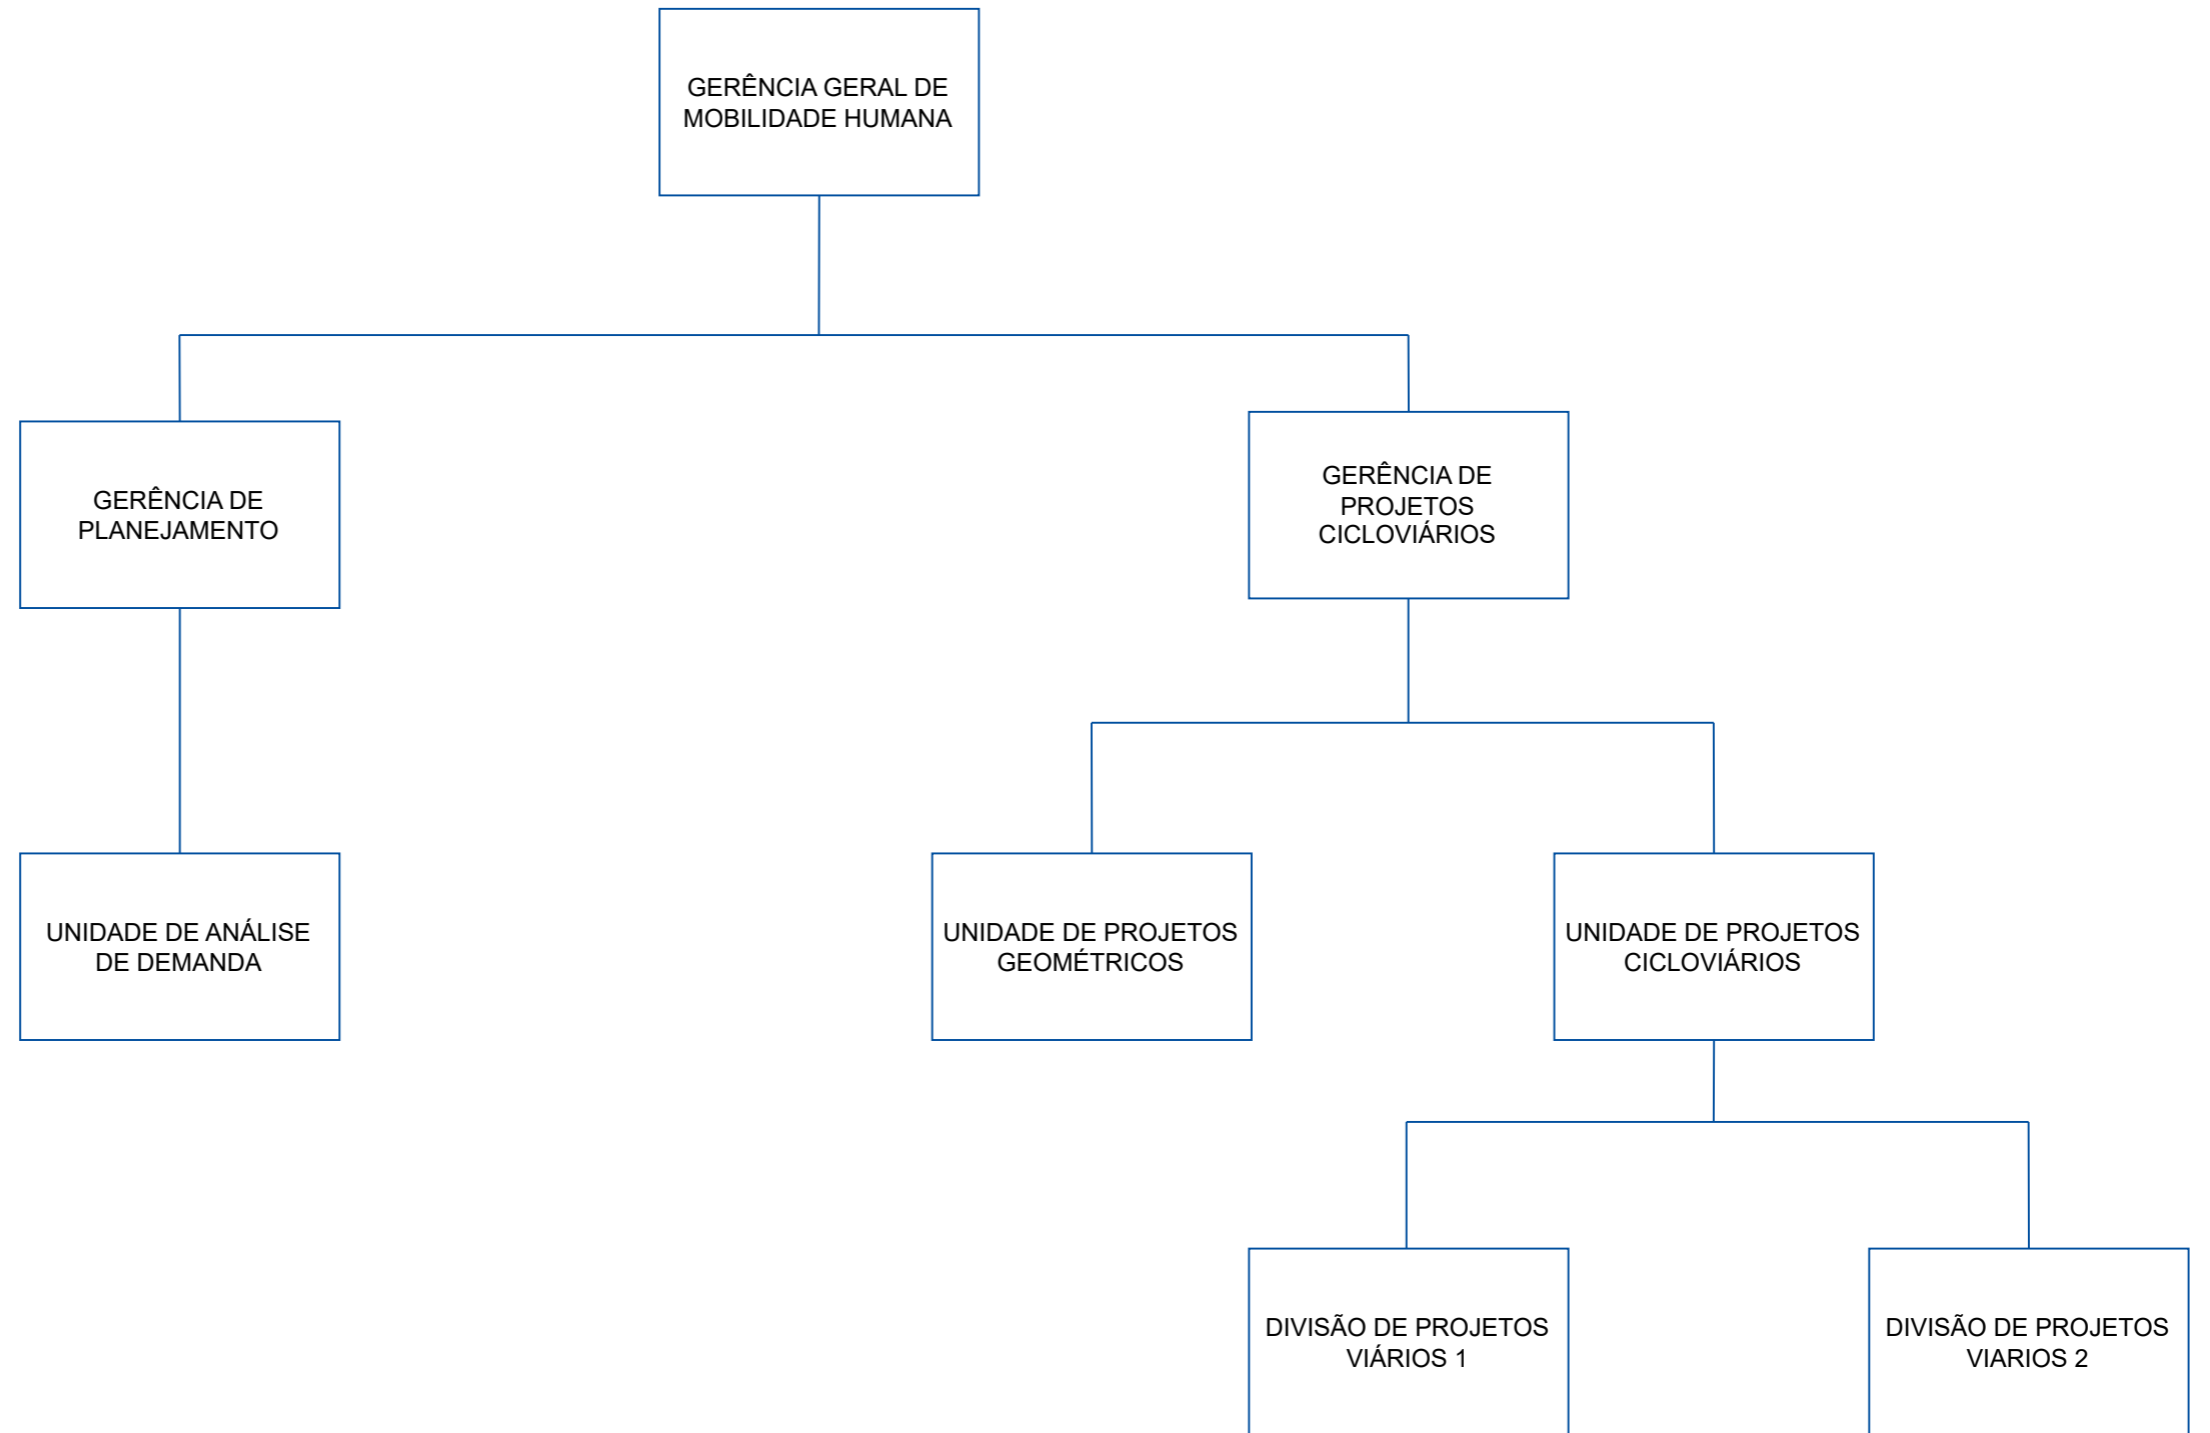 GERÊNCIA GERAL DE
MOBILIDADE HUMANA
GERÊNCIA DE
PLANEJAMENTO
GERÊNCIA DE
PROJETOS
CICLOVIÁRIOS
UNIDADE DE ANÁLISE
DE DEMANDA
UNIDADE DE PROJETOS
GEOMÉTRICOS
UNIDADE DE PROJETOS
CICLOVIÁRIOS
DIVISÃO DE PROJETOS
VIÁRIOS 1
DIVISÃO DE PROJETOS
VIARIOS 2